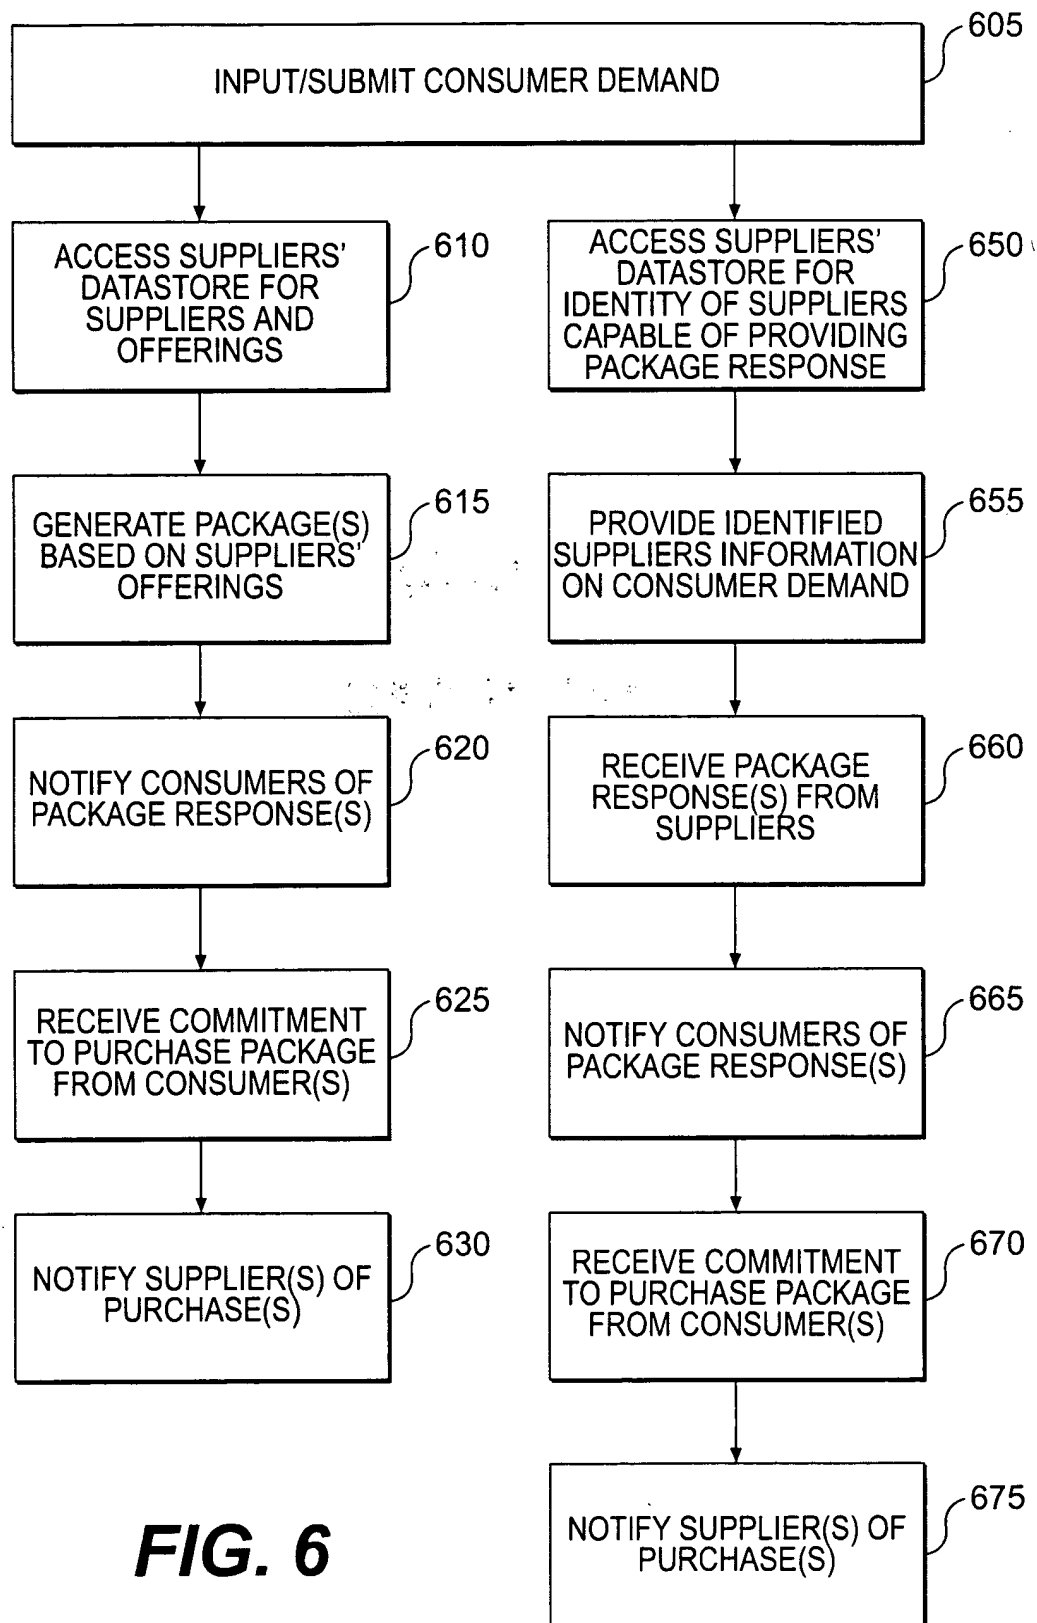 605
INPUT/SUBMIT CONSUMER DEMAND
ACCESS SUPPLIERS'
DATASTORE FOR
SUPPLIERS AND
OFFERINGS
610
GENERATE PACKAGE(S)
BASED ON SUPPLIERS'
OFFERINGS
615
NOTIFY CONSUMERS OF
PACKAGE RESPONSE(S)
620
RECEIVE COMMITMENT
TO PURCHASE PACKAGE
FROM CONSUMER(S)
625
NOTIFY SUPPLIER(S) OF
PURCHASE(S)
630
ACCESS SUPPLIERS'
DATASTORE FOR
IDENTITY OF SUPPLIERS
CAPABLE OF PROVIDING
PACKAGE RESPONSE
650
PROVIDE IDENTIFIED
SUPPLIERS INFORMATION
ON CONSUMER DEMAND
655
RECEIVE PACKAGE
RESPONSE(S) FROM
SUPPLIERS
660
NOTIFY CONSUMERS OF
PACKAGE RESPONSE(S)
665
RECEIVE COMMITMENT
TO PURCHASE PACKAGE
FROM CONSUMER(S)
670
NOTIFY SUPPLIER(S) OF
PURCHASE(S)
675
FIG. 6